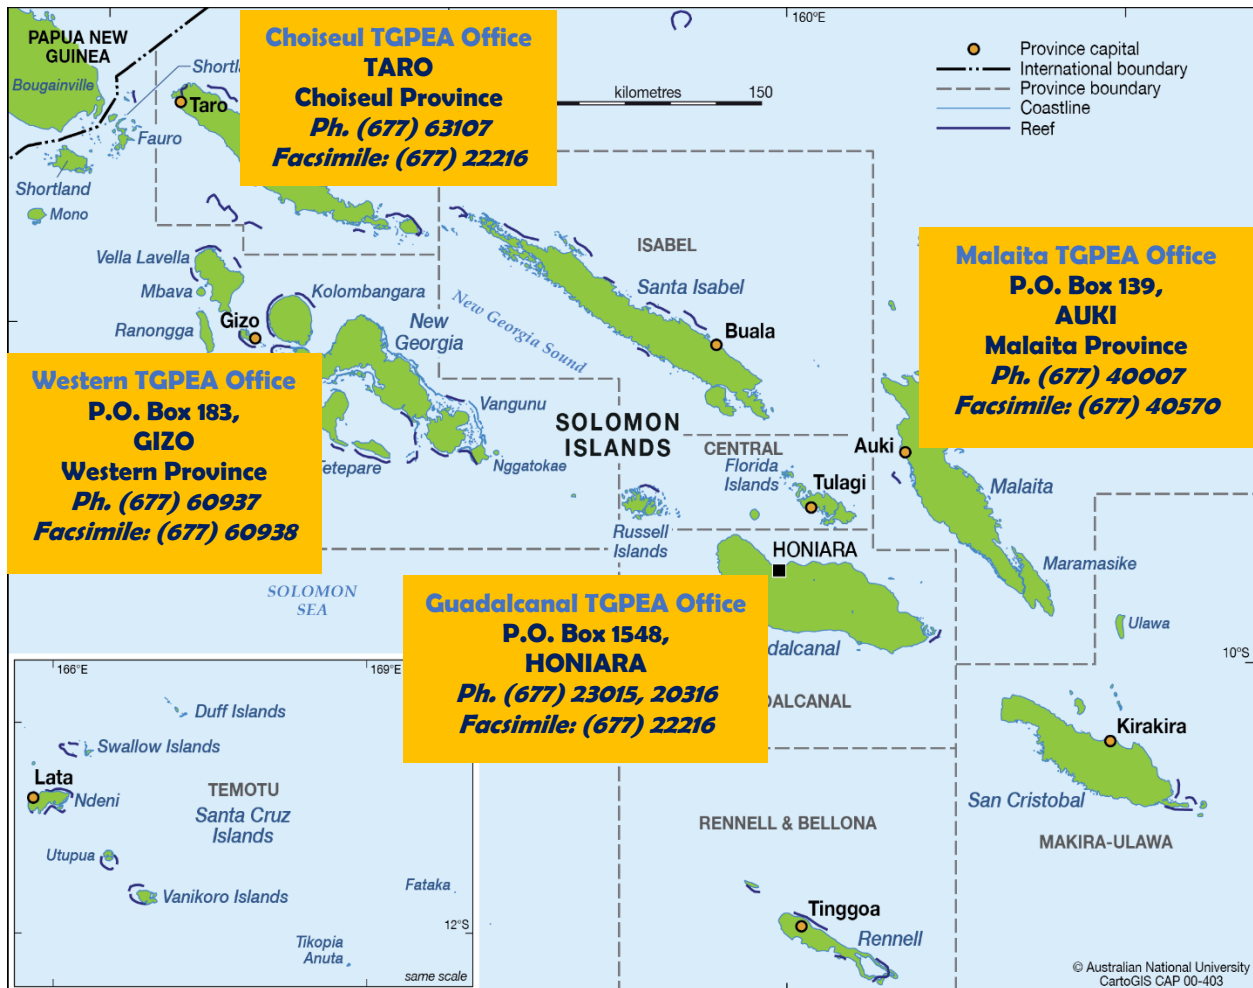 160°E
PAPUA NEW
GUINEA
Bougainville
Choiseul TGPEA Office
TARO
Choiseul Province
Ph. (677) 63107
Facsimile: (677) 22216
kilometres
150
Province capital
International boundary
Province boundary
Coastline
Reef
Taro
Fauro
Shortland
Mono
ISABEL
Vella Lavella
Mbava
Ranongga
Gizo
Kolombangara
New
Georgia
New Georgia Sound
Santa Isabel
Buala
Malaita TGPEA Office
P.O. Box 139,
AUKI
Malaita Province
Ph. (677) 40007
Facsimile: (677) 40570
Western TGPEA Office
P.O. Box 183,
GIZO
Western Province
Ph. (677) 60937
Facsimile: (677) 60938
Vangunu
Nggatokae
SOLOMON
ISLANDS
CENTRAL
Florida
Islands
Tulagi
Auki
Malaita
Russell
Islands
HONIARA
Maramasike
Ulawa
SOLOMON
SEA
Guadalcanal TGPEA Office
P.O. Box 1548,
HONIARA
Ph. (677) 23015, 20316
Facsimile: (677) 22216
10°S
166°E
169°E
Duff Islands
Swallow Islands
Lata
Ndeni
TEMOTU
Santa Cruz
Islands
Utupua
Vanikoro Islands
Fataka
12°S
Tikopia
Anuta
same scale
Kirakira
San Cristobal
MAKIRA-ULAWA
RENNELL & BELLONA
Tinggoa
Rennell
© Australian National University
CartoGIS CAP 00-403